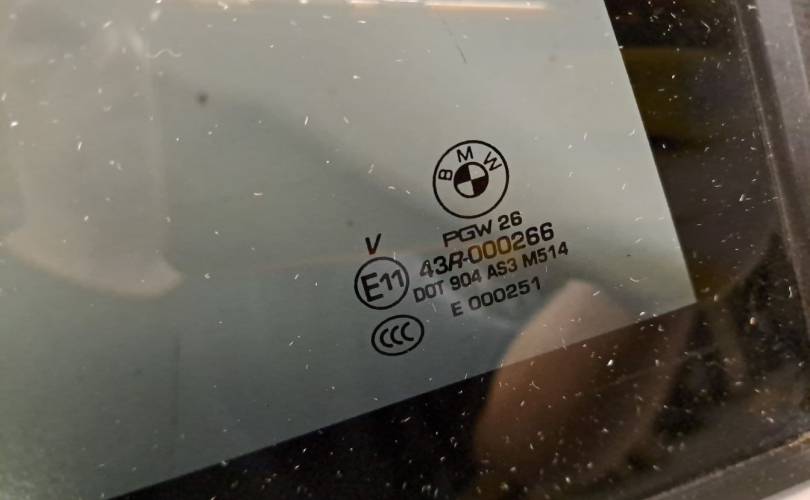 BMW
PGW 26
V
E11 43R-000266
DOT 904 AS3 M514
E 000251
CCC